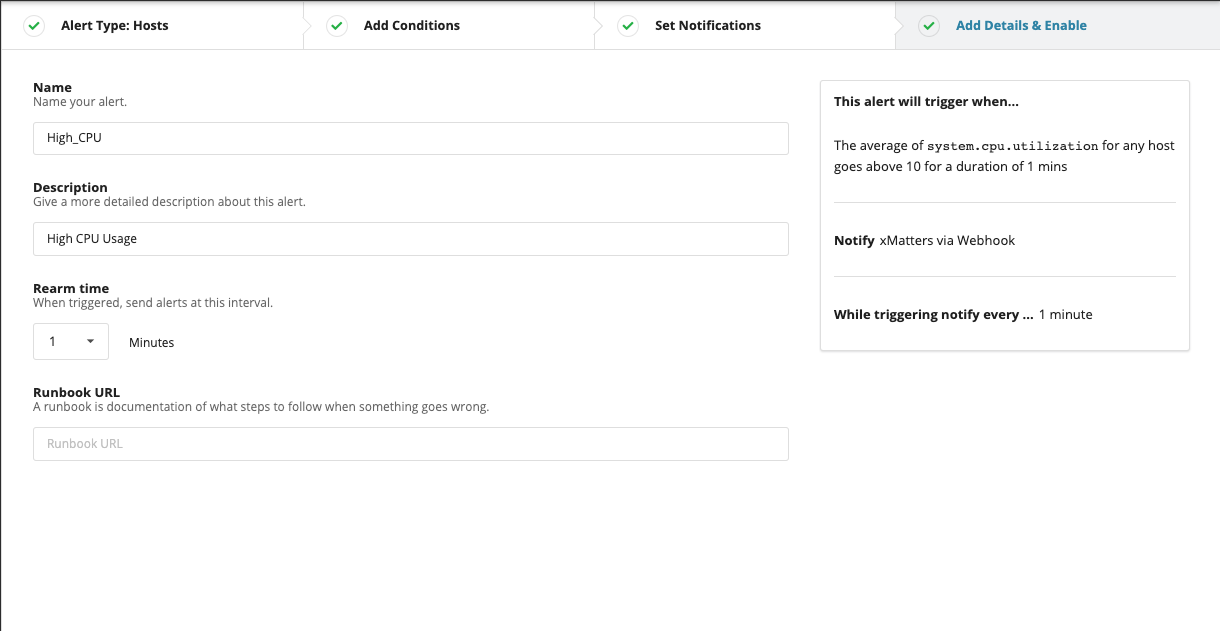 Alert Type: Hosts
Add Conditions
Set Notifications
Add Details & Enable
Name
Name your alert.
High_CPU
Description
Give a more detailed description about this alert.
High CPU Usage
Rearm time
When triggered, send alerts at this interval.
1
Minutes
Runbook URL
A runbook is documentation of what steps to follow when something goes wrong.
Runbook URL
This alert will trigger when...
The average of system.cpu.utilization for any host
goes above 10 for a duration of 1 mins
Notify xMatters via Webhook
While triggering notify every ... 1 minute